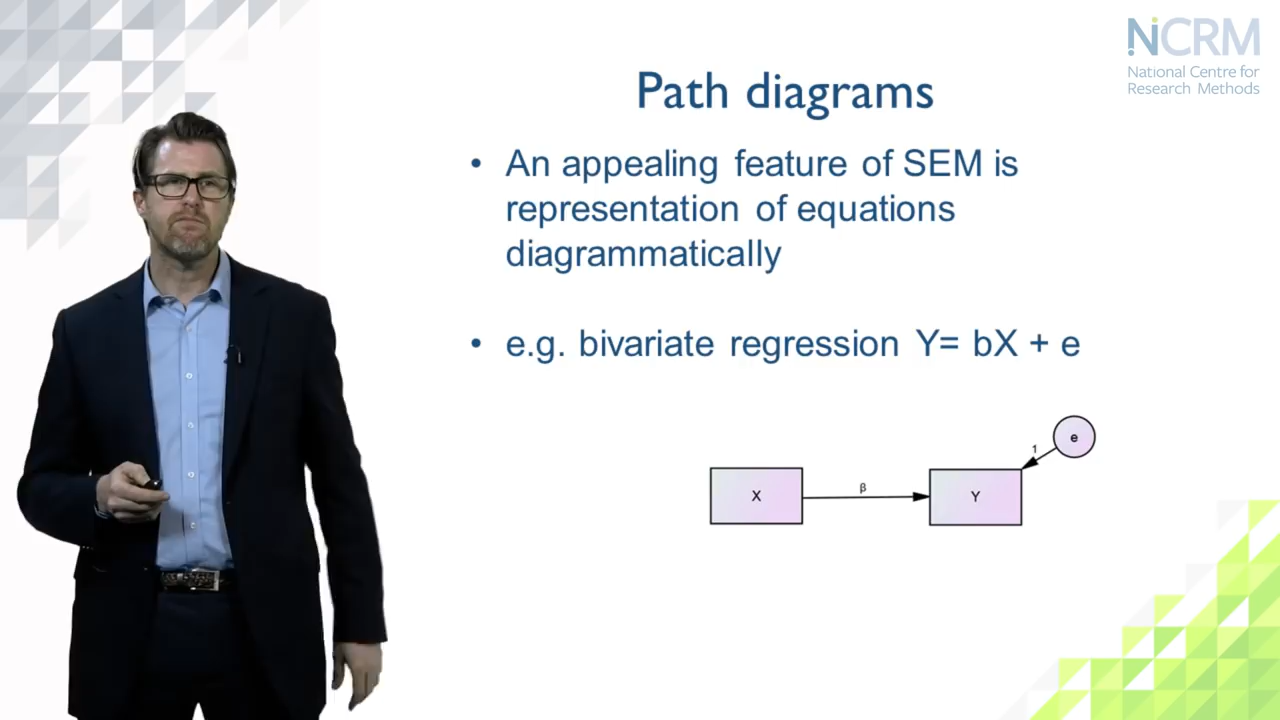 NCRM
National Centre for
Research Methods
Path diagrams
• An appealing feature of SEM is
representation of equations
diagrammatically
• e.g. bivariate regression Y= bX + e
e
1
X
β
Y